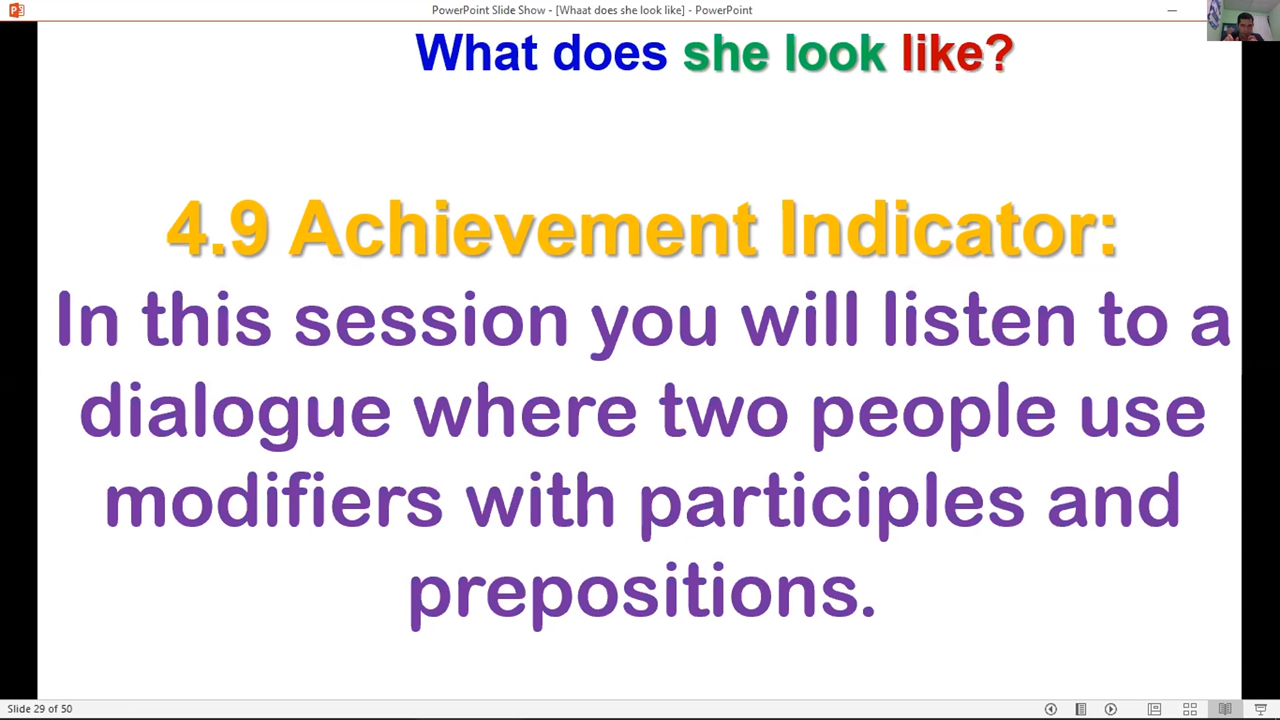 PowerPoint Slide Show - [Whaat does she look like] - PowerPoint
What does she look like?
4.9 Achievement Indicator:
In this session you will listen to a
dialogue where two people use
modifiers with participles and
prepositions.
Slide 29 of 50